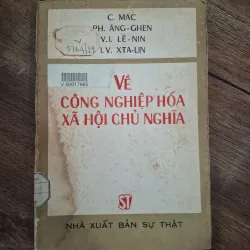 C. MÁC
PH. ĂNG-GHEN
V.I. LÊ-NIN
I.V. XTA-LIN
VỀ
CÔNG NGHIỆP HÓA
XÃ HỘI CHỦ NGHĨA
ST
NHÀ XUẤT BẢN SỰ THẬT